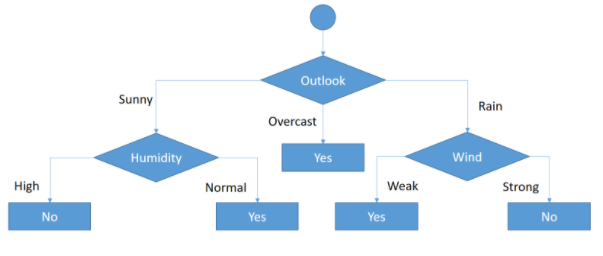 Outlook
Sunny
Rain
Overcast
Humidity
Yes
Wind
High
Normal
Weak
Strong
No
Yes
Yes
No